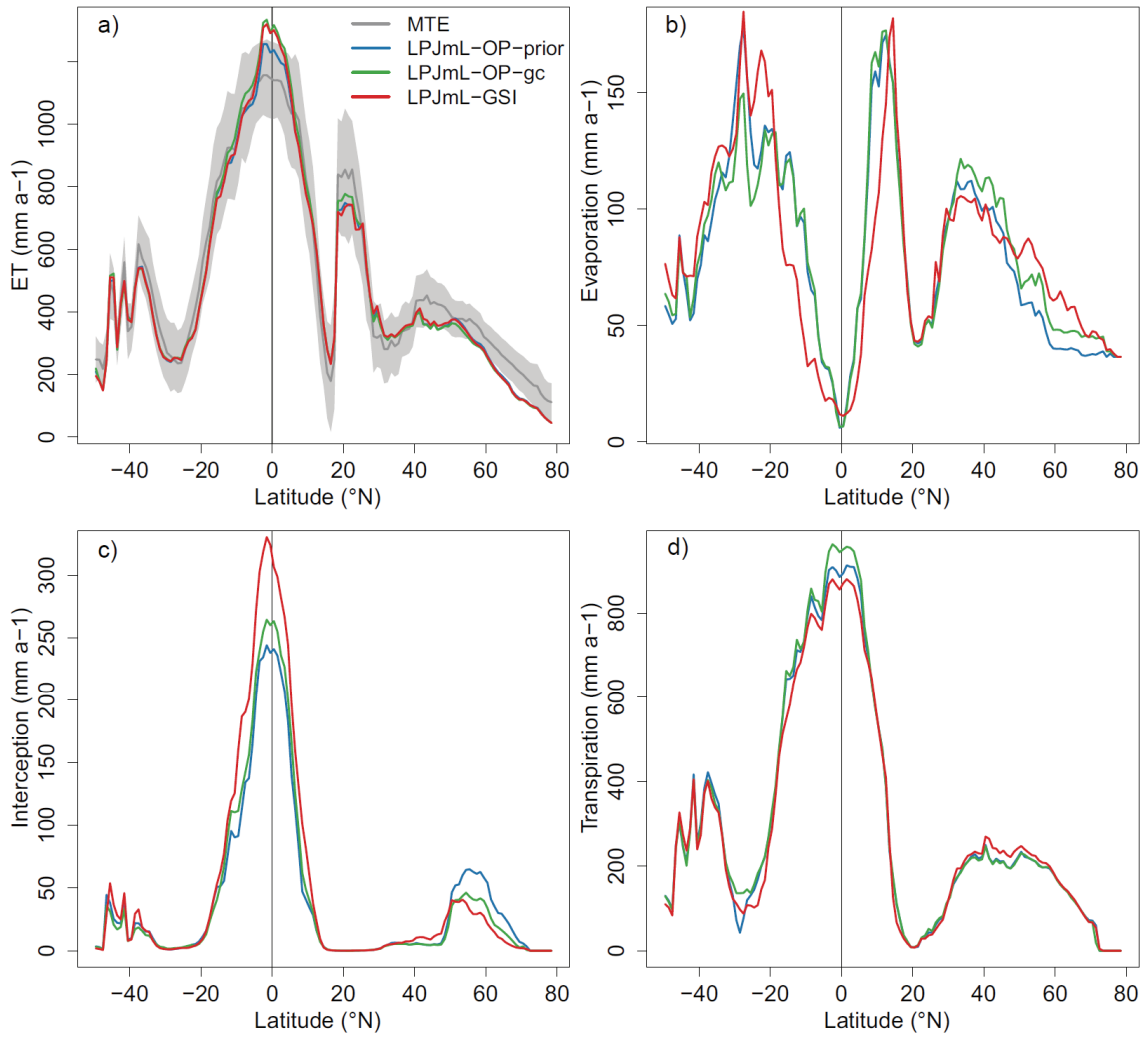 a)
MTE
LPJmL−OP−prior
LPJmL−OP−gc
LPJmL−GSI
ET (mm a−1)
0 200 400 600 800 1000
−40 −20 0 20 40 60 80
Latitude (°N)
b)
Evaporation (mm a−1)
0 50 100 150
−40 −20 0 20 40 60 80
Latitude (°N)
c)
Interception (mm a−1)
0 50 100 150 200 250 300
−40 −20 0 20 40 60 80
Latitude (°N)
d)
Transpiration (mm a−1)
0 200 400 600 800
−40 −20 0 20 40 60 80
Latitude (°N)